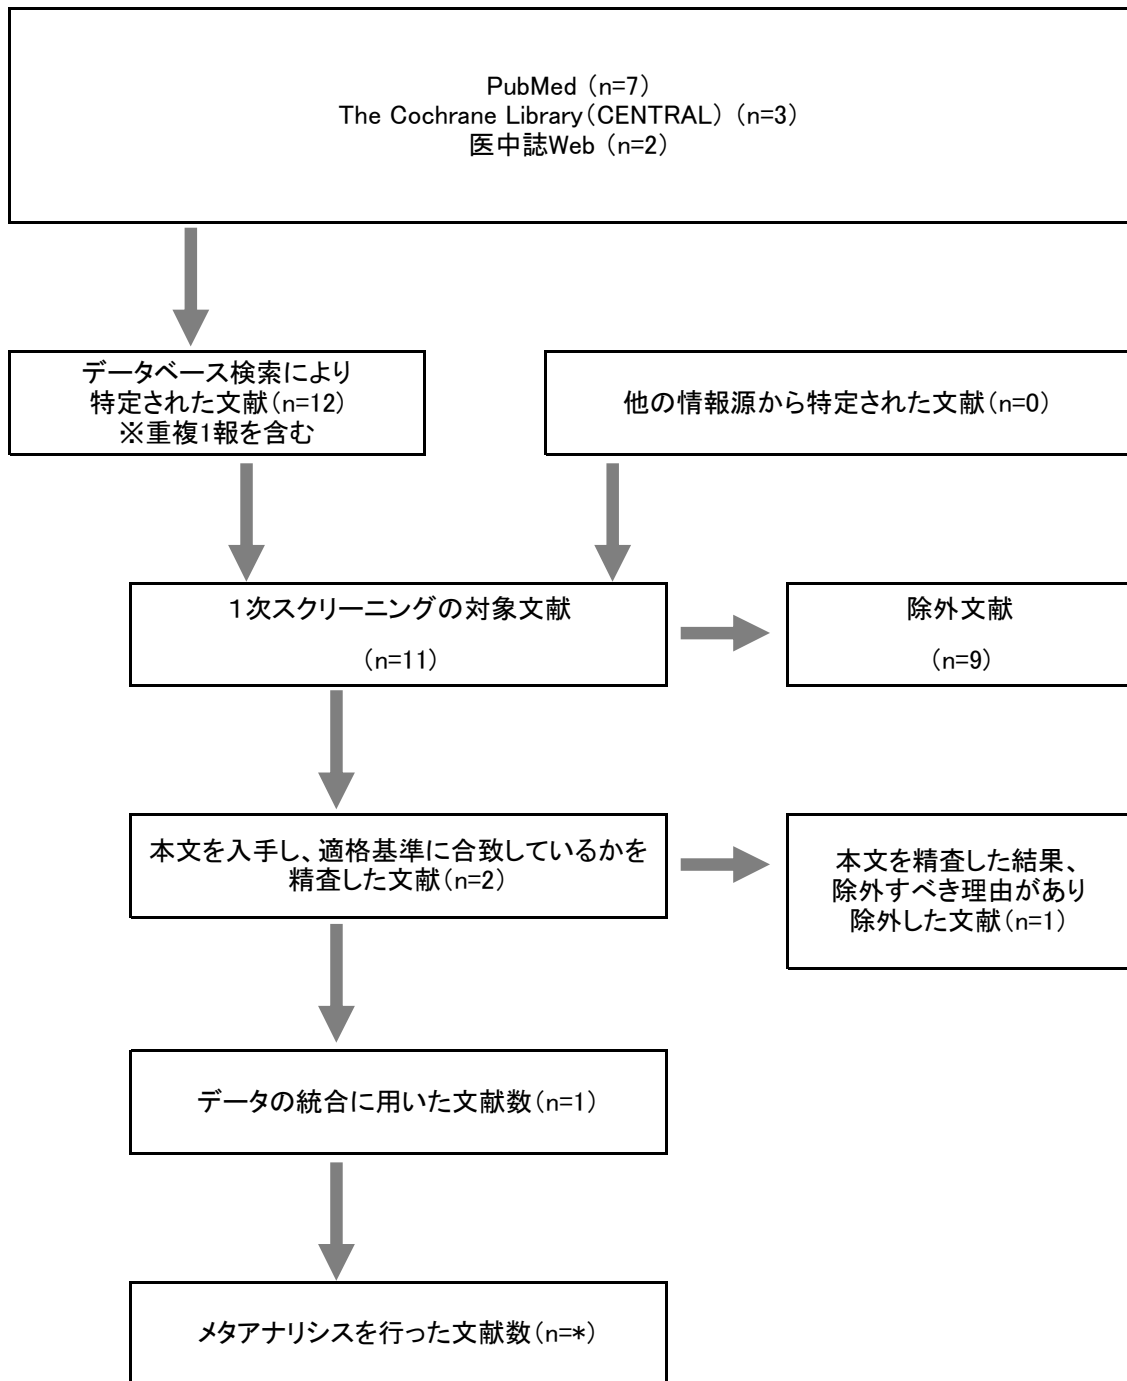 PubMed (n=7)
The Cochrane Library(CENTRAL) (n=3)
医中誌Web (n=2)
データベース検索により
特定された文献(n=12)
※重複1報を含む
他の情報源から特定された文献(n=0)
1次スクリーニングの対象文献
(n=11)
除外文献
(n=9)
本文を入手し、適格基準に合致しているかを
精査した文献(n=2)
本文を精査した結果、
除外すべき理由があり
除外した文献(n=1)
データの統合に用いた文献数(n=1)
メタアナリシスを行った文献数(n=*)